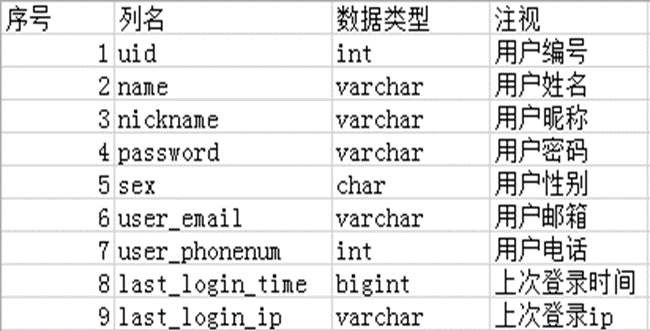 序号 列名 数据类型 注视
1 uid int 用户编号
2 name varchar 用户姓名
3 nickname varchar 用户昵称
4 password varchar 用户密码
5 sex char 用户性别
6 user_email varchar 用户邮箱
7 user_phonenum int 用户电话
8 last_login_time bigint 上次登录时间
9 last_login_ip varchar 上次登录ip